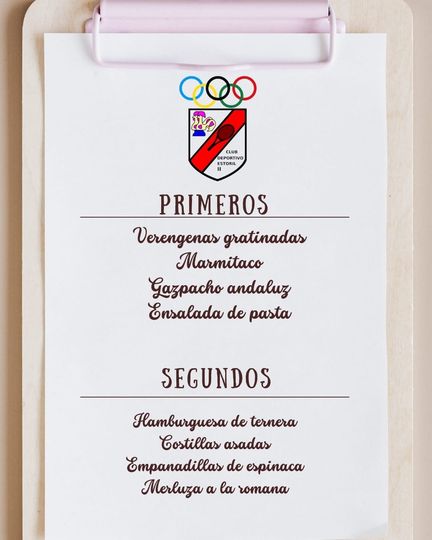 CLUB
DEPORTIVO
ESTORIL
II
PRIMEROS
Verengenas gratinadas
Marmitaco
Gazpacho andaluz
Ensalada de pasta
SEGUNDOS
Hamburguesa de ternera
Costillas asadas
Empanadillas de espinaca
Merluza a la romana